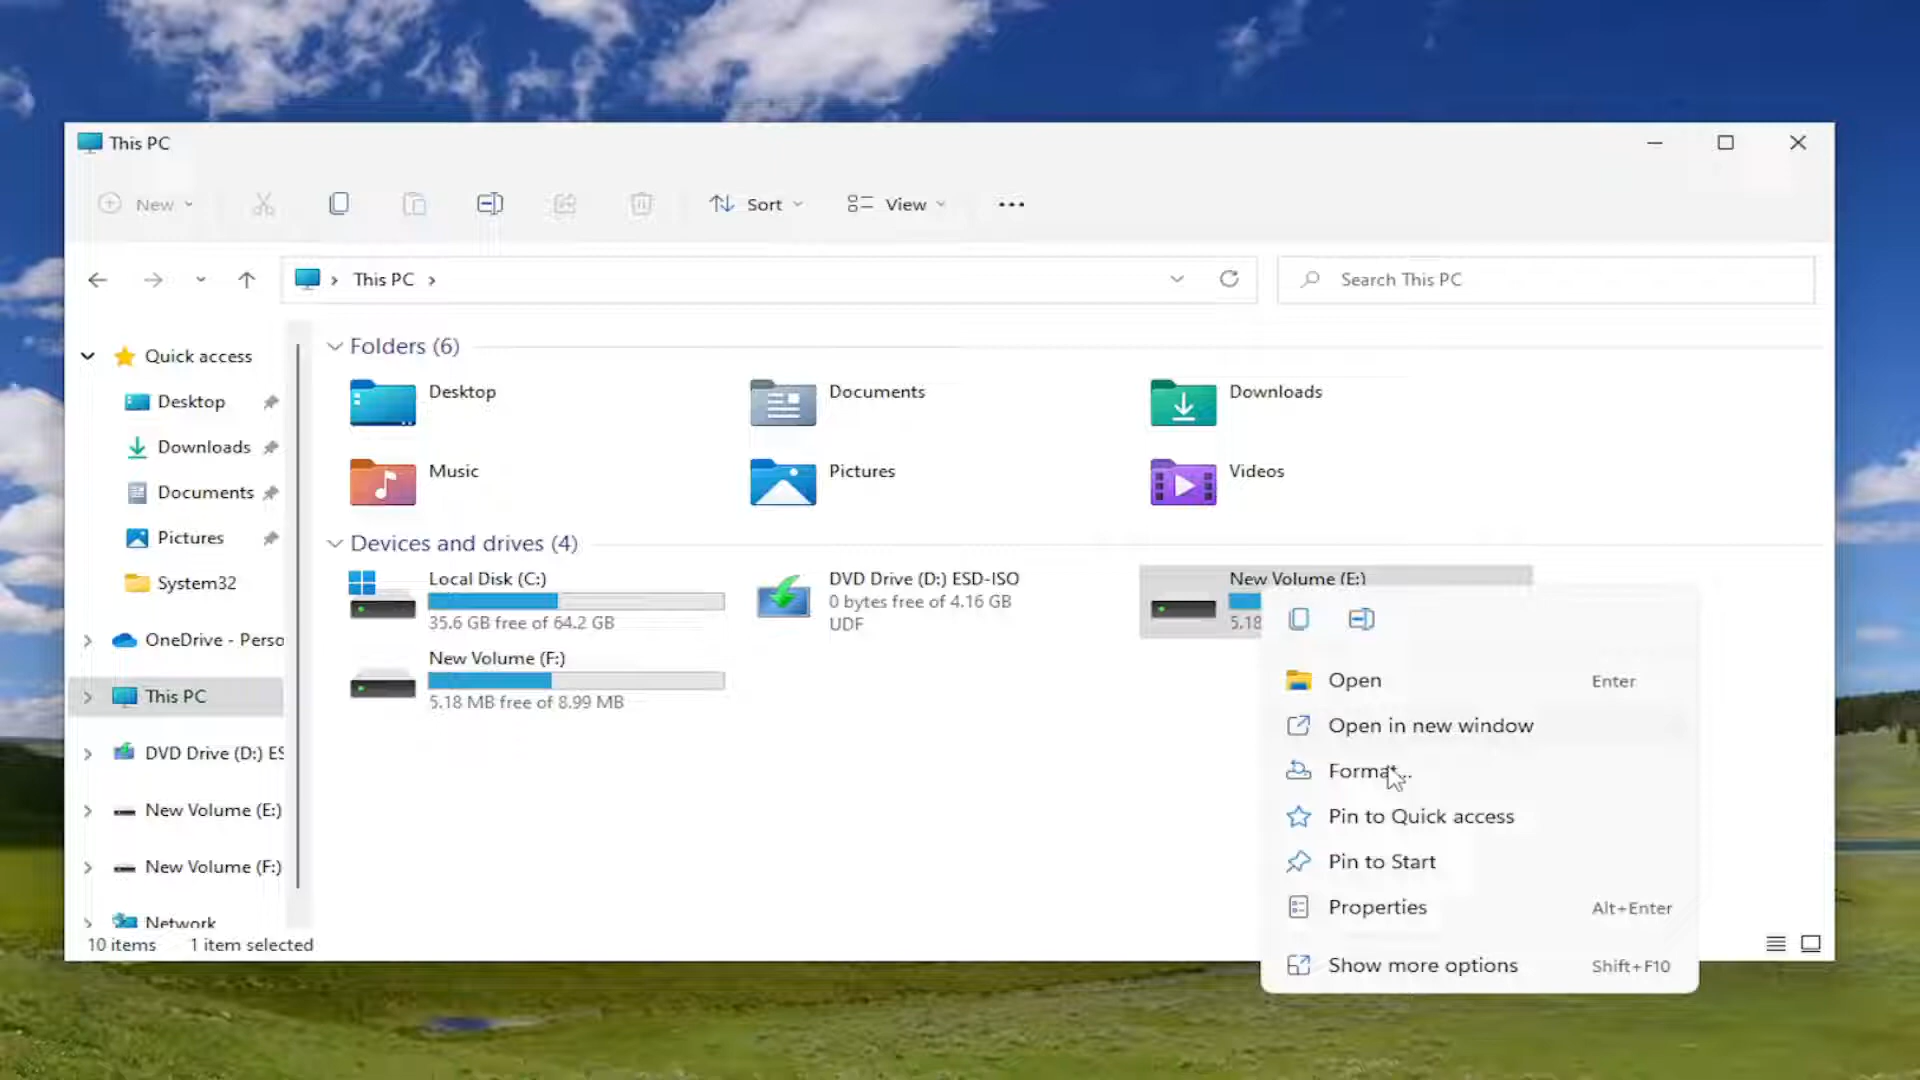 This PC
New
Sort
View
This PC
Search This PC
Quick access
Desktop
Downloads
Documents
Pictures
System32
OneDrive - Perso
This PC
DVD Drive (D:) ES
New Volume (E:)
New Volume (F:)
Network
Folders (6)
Desktop
Documents
Downloads
Music
Pictures
Videos
Devices and drives (4)
Local Disk (C:)
35.6 GB free of 64.2 GB
DVD Drive (D:) ESD-ISO
0 bytes free of 4.16 GB
UDF
New Volume (E:)
5.18
New Volume (F:)
5.18 MB free of 8.99 MB
Open Enter
Open in new window
Format...
Pin to Quick access
Pin to Start
Properties Alt+Enter
Show more options Shift+F10
10 items 1 item selected